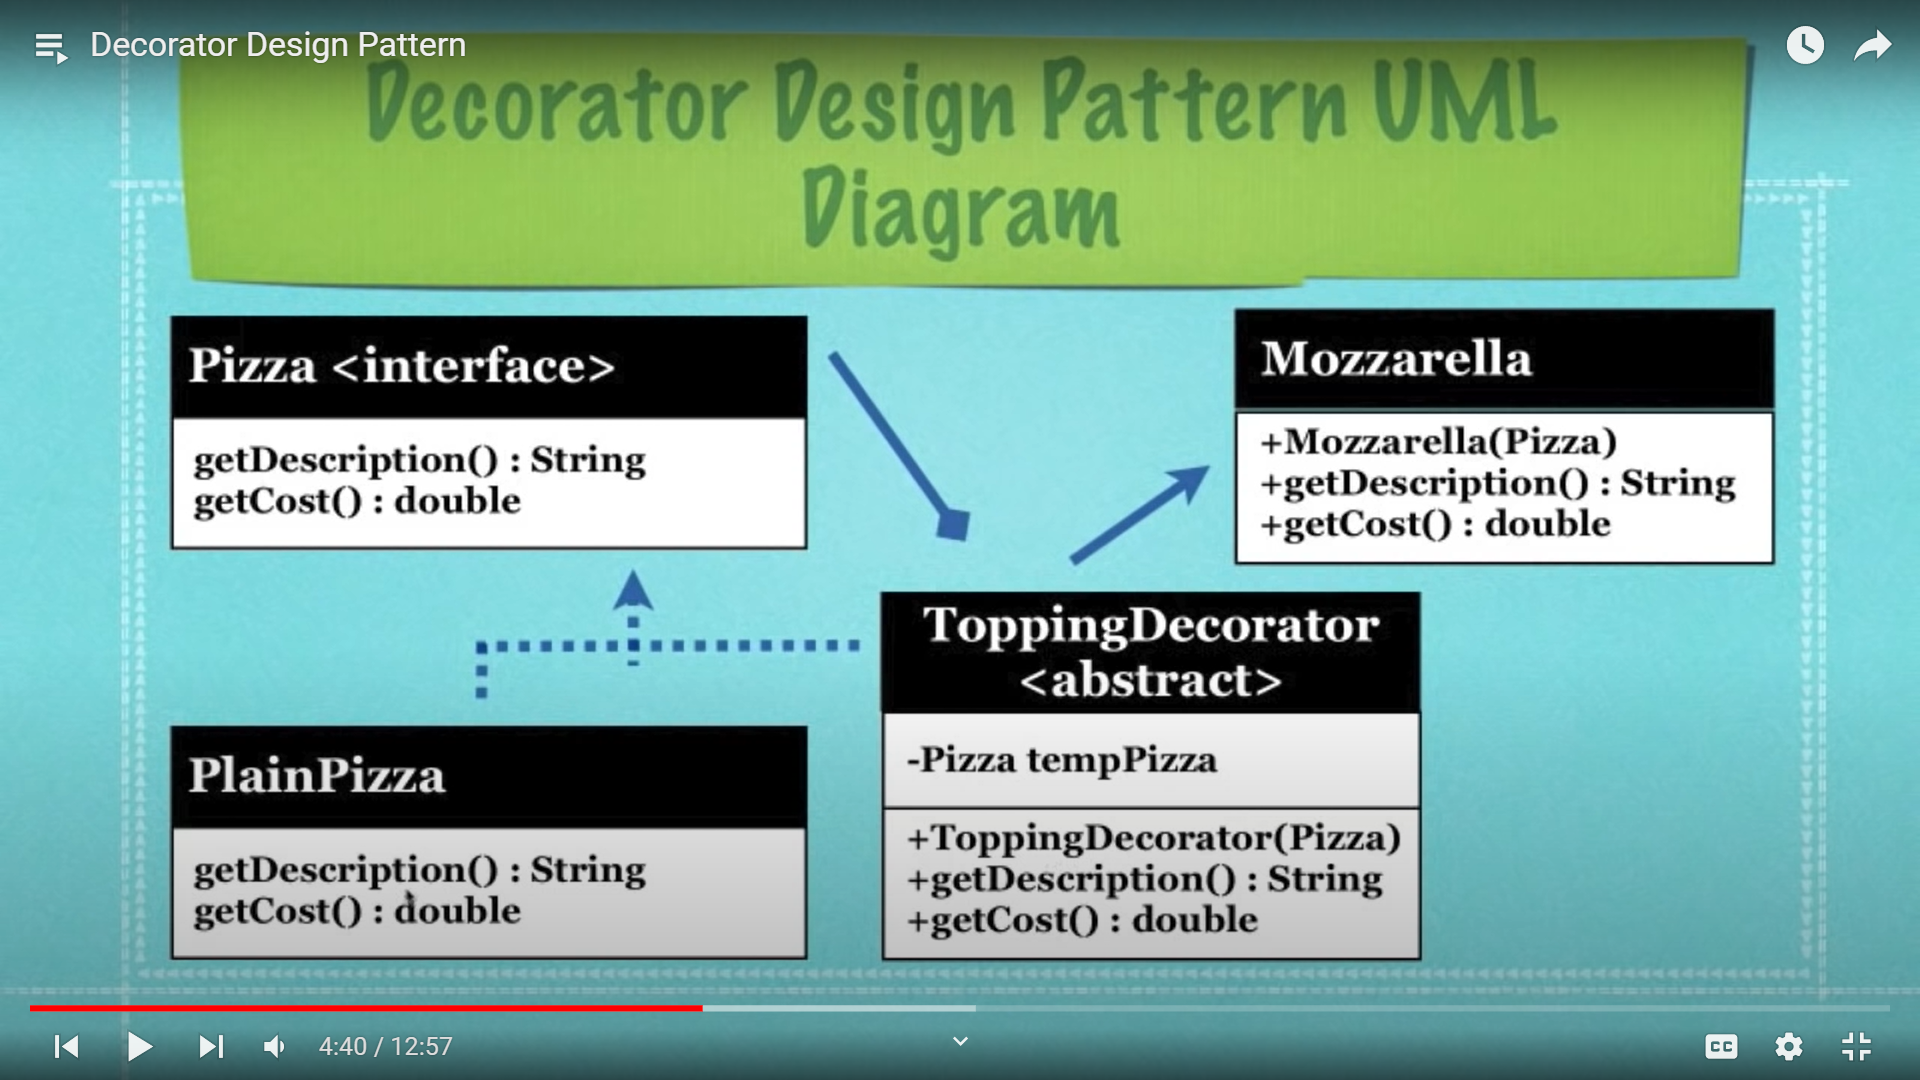 Decorator Design Pattern
Decorator Design Pattern UML
Diagram
Pizza <interface>
getDescription() : String
getCost() : double
Mozzarella
+Mozzarella(Pizza)
+getDescription() : String
+getCost() : double
PlainPizza
getDescription() : String
getCost() : double
ToppingDecorator
<abstract>
-Pizza tempPizza
+ToppingDecorator(Pizza)
+getDescription() : String
+getCost() : double
4:40 / 12:57
CC